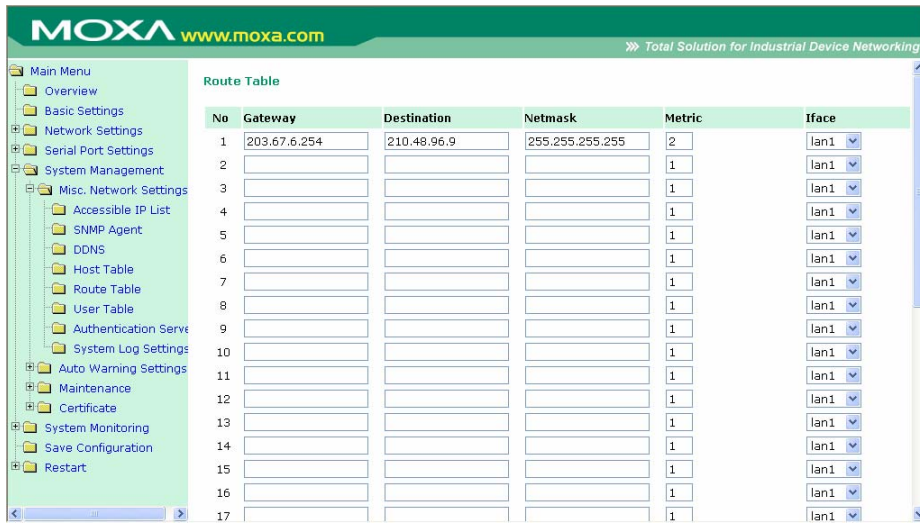 MOXA www.moxa.com
Total Solution for Industrial Device Networking
Main Menu
Overview
Basic Settings
Network Settings
Serial Port Settings
System Management
Misc. Network Settings
Accessible IP List
SNMP Agent
DDNS
Host Table
Route Table
User Table
Authentication Serve
System Log Settings
Auto Warning Settings
Maintenance
Certificate
System Monitoring
Save Configuration
Restart
Route Table
No Gateway Destination Netmask Metric Iface
1 203.67.6.254 210.48.96.9 255.255.255.255 2 lan1
2 1 lan1
3 1 lan1
4 1 lan1
5 1 lan1
6 1 lan1
7 1 lan1
8 1 lan1
9 1 lan1
10 1 lan1
11 1 lan1
12 1 lan1
13 1 lan1
14 1 lan1
15 1 lan1
16 1 lan1
17 1 lan1